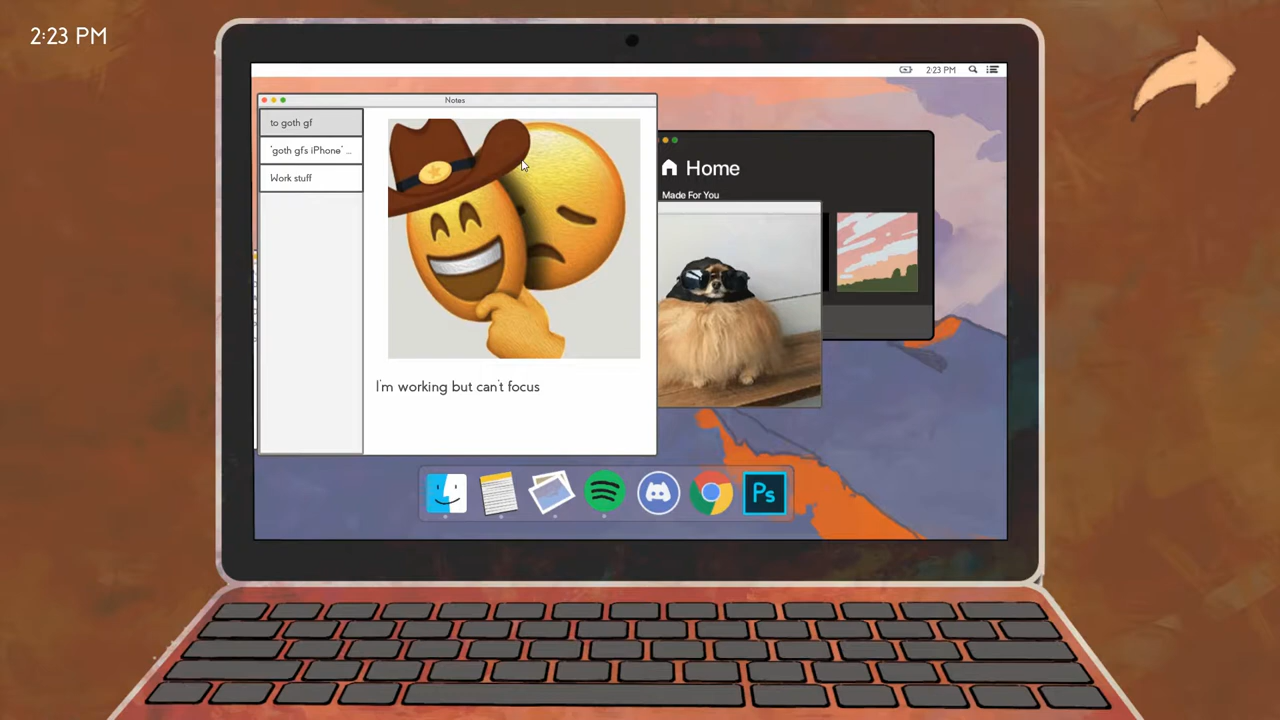 2:23 PM
2:23 PM
Notes
to goth gf
"goth gfs iPhone" ...
Work stuff
I'm working but can't focus
Home
Made For You
Ps